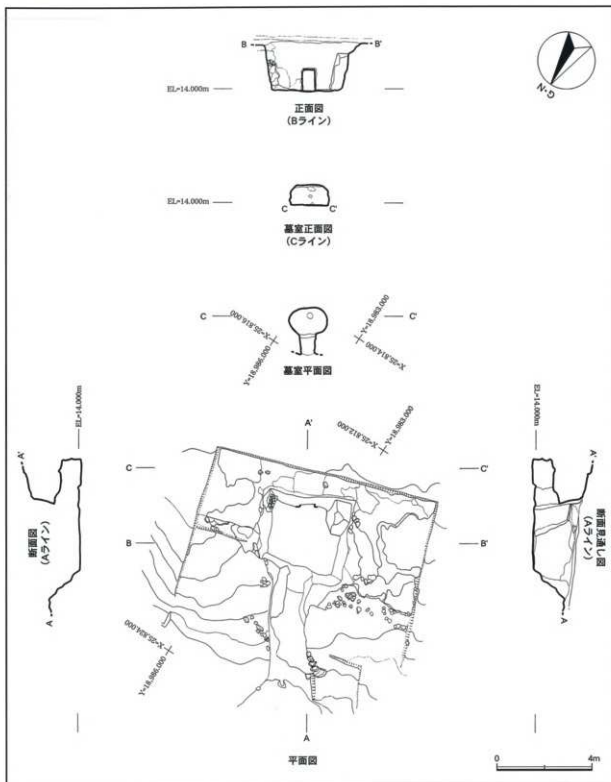 B
B'
EL=14.000m
正面図
(Bライン)
G・N
EL=14.000m
C
C'
墓室正面図
(Cライン)
C
C'
X=25,816.000
Y=18,986.000
Y=18,983.000
X=25,814.000
墓室平面図
A'
X=25,812.000
Y=18,983.000
EL=14.000m
A'
断面図
(Aライン)
A
C
C'
B
B'
EL=14.000m
A'
断面見通し図
(Aライン)
A
X=25,824.000
Y=18,986.000
A
平面図
0
4m